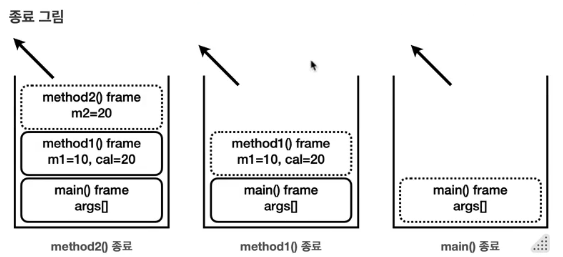 종료 그림
method2() frame
m2=20
method1() frame
m1=10, cal=20
main() frame
args[]
method2() 종료
method1() frame
m1=10, cal=20
main() frame
args[]
method1() 종료
main() frame
args[]
main() 종료